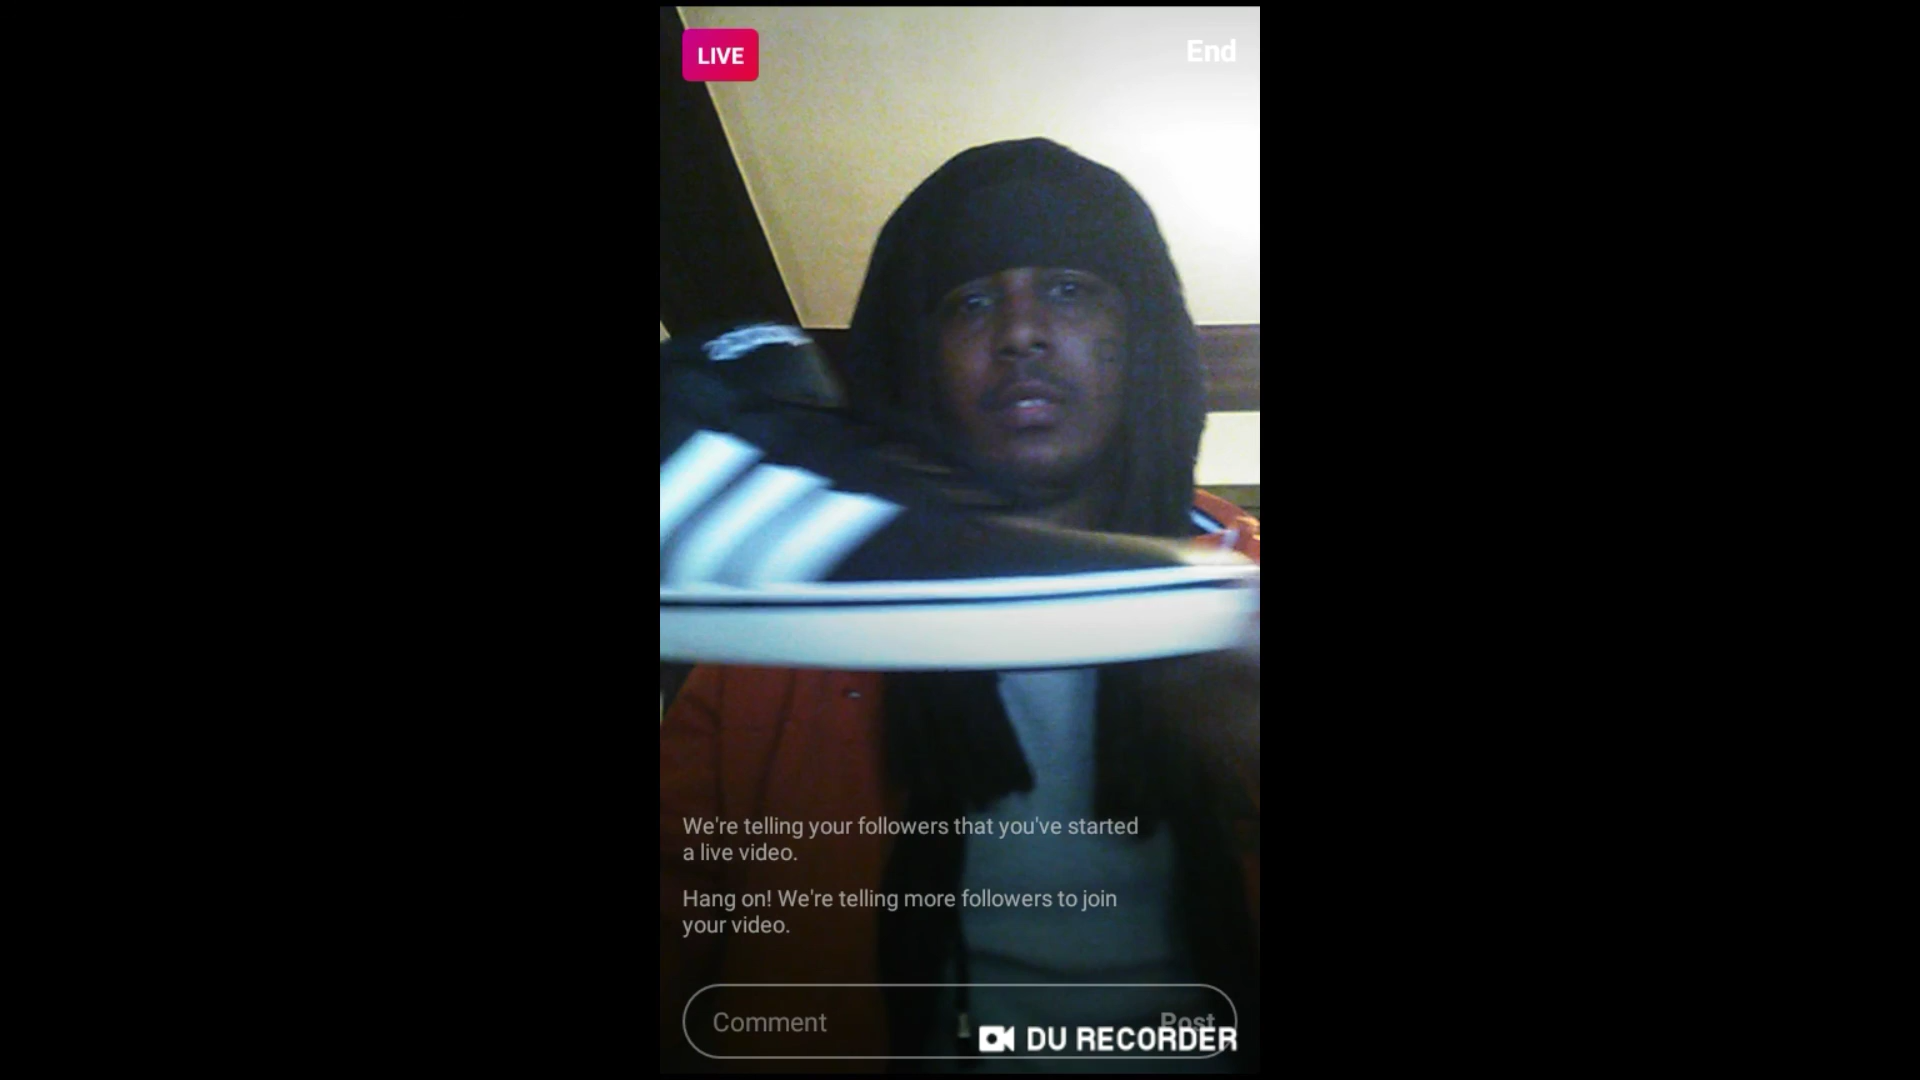 LIVE
End
We're telling your followers that you've started
a live video.
Hang on! We're telling more followers to join
your video.
Comment
Post
DU RECORDER